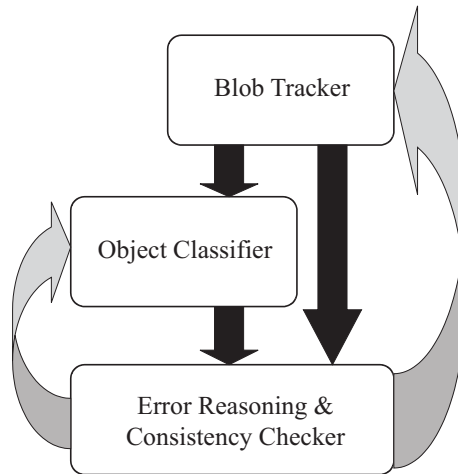 Blob Tracker
Object Classifier
Error Reasoning &
Consistency Checker